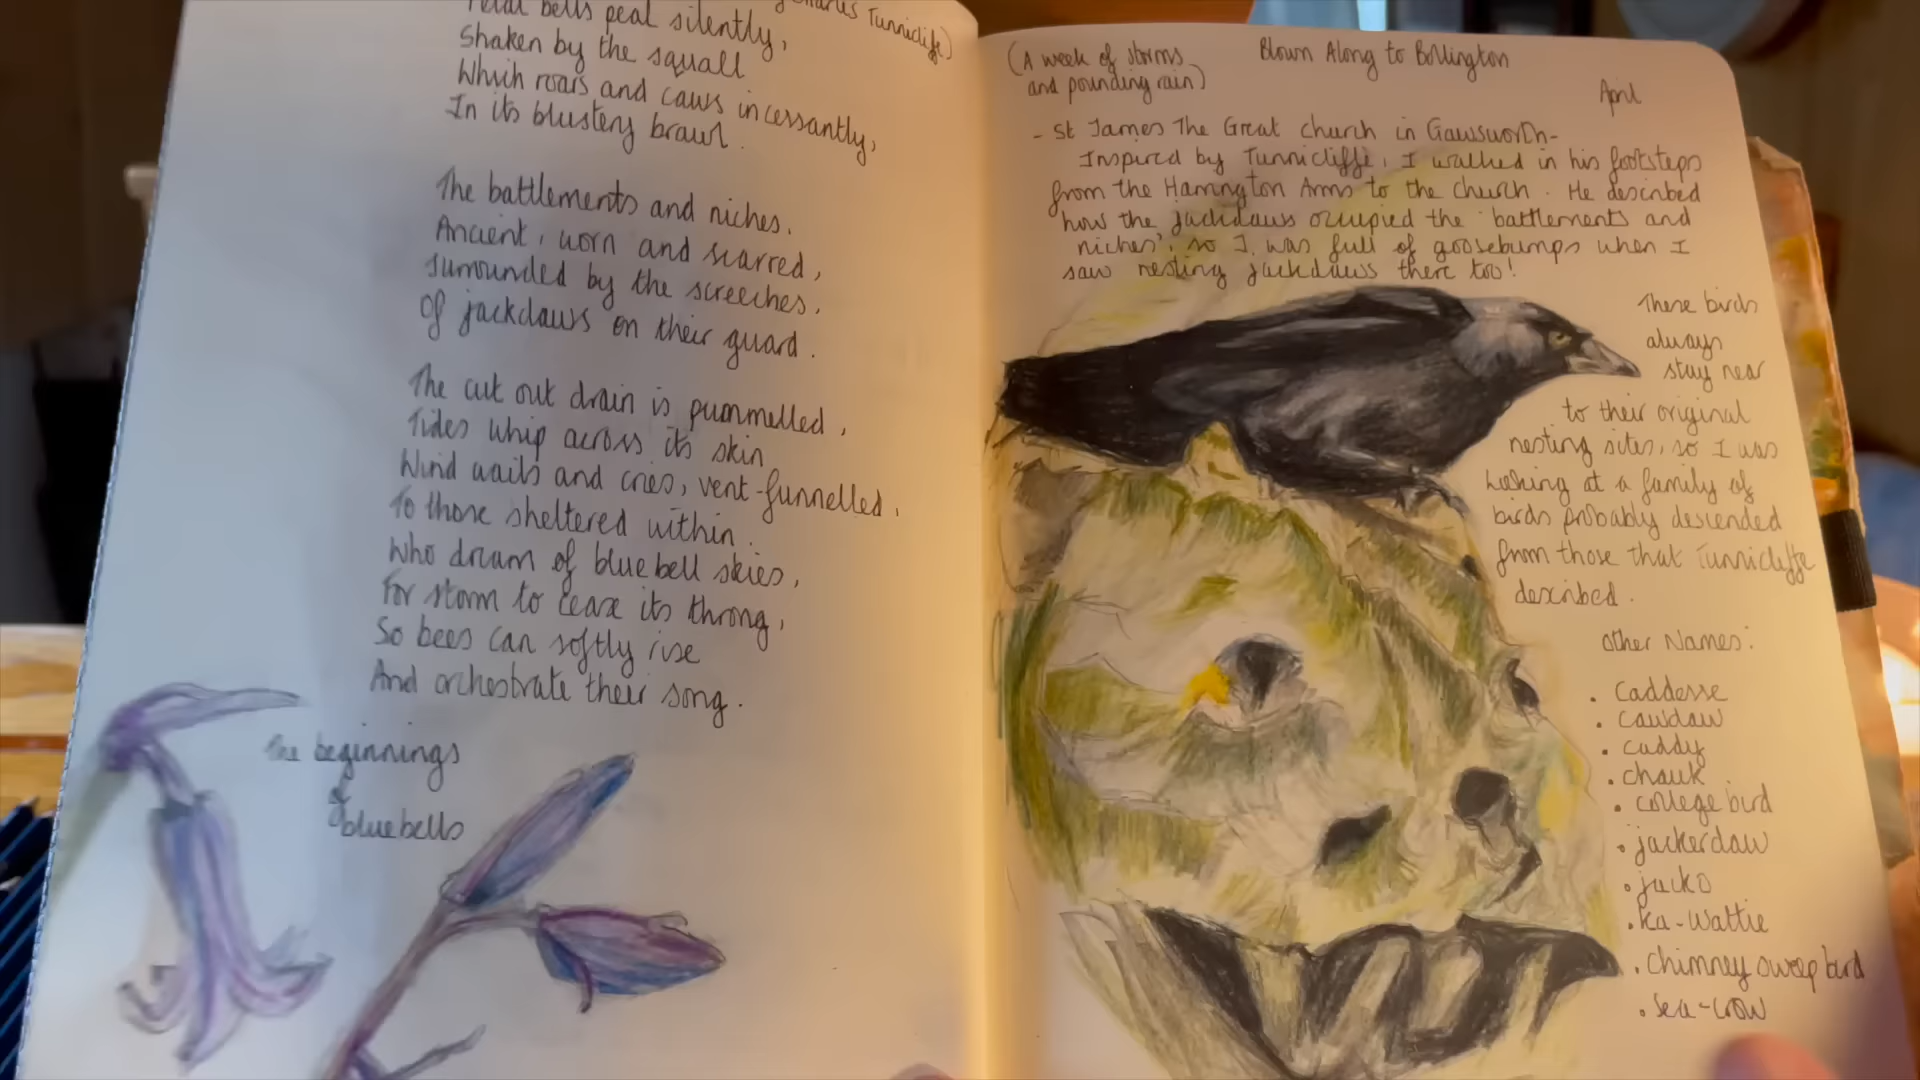 Petal bells peal silently,
Shaken by the squall
Which roars and caws incessantly,
In its blustery brawl.
The battlements and niches,
Ancient, worn and scarred,
surrounded by the screeches,
Of jackdaws on their guard.
The cut out drain is pummelled,
Tides whip across its skin
Wind wails and cries, vent-funnelled,
To those sheltered within.
Who dream of bluebell skies,
For storm to cease its throng,
So bees can softly rise
And orchestrate their song.
The beginnings
of
bluebells
Tunnicliffe)
(A week of storms
and pounding rain)
Blown Along to Bollington
April
- St James The Great church in Gawsworth-
Inspired by Tunnicliffe, I walked in his footsteps
from the Harrington Arms to the church. He described
how the jackdaws occupied the 'battlements and
niches', so I was full of goosebumps when I
saw nesting jackdaws there too!
These birds
always
stay near
to their original
nesting sites, so I was
looking at a family of
birds probably descended
from those that Tunnicliffe
described.
Other Names:
• Caddesse
• cawdaw
• caddy
• chauk
• college bird
• jackerdaw
• jacko
• ka-wattie
• chimney sweep bird
• sea-crow